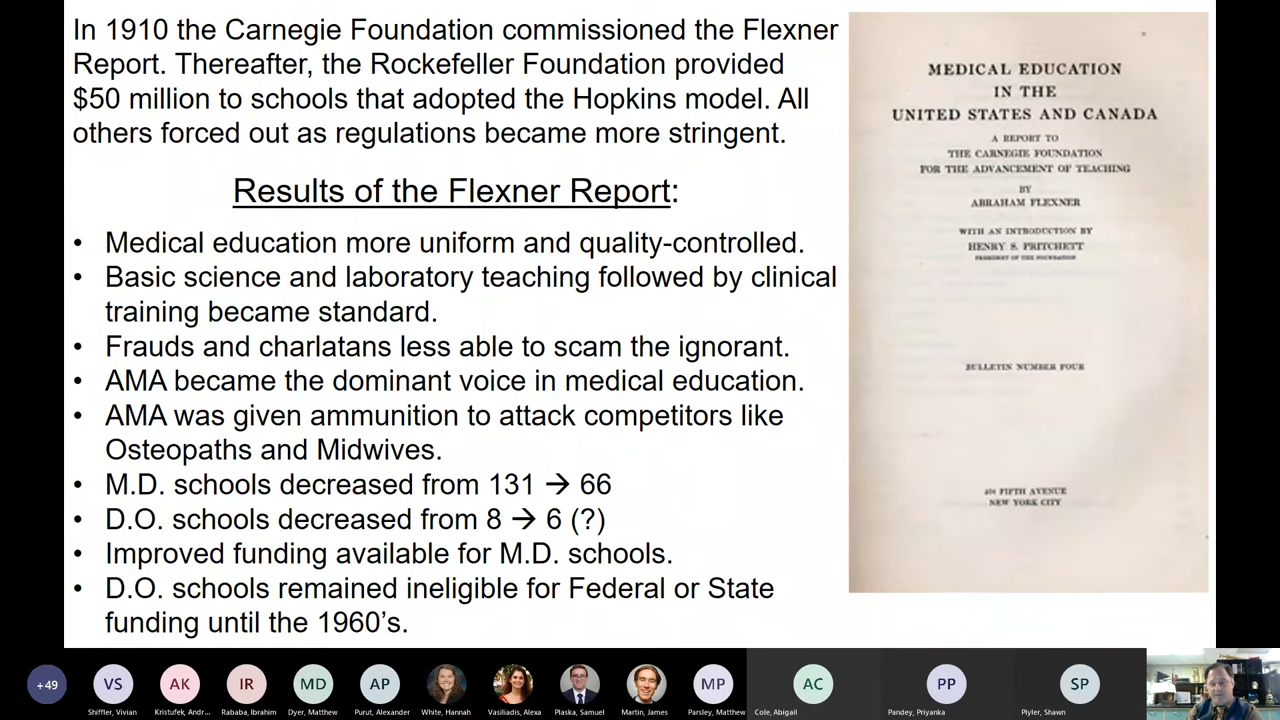 In 1910 the Carnegie Foundation commissioned the Flexner
Report. Thereafter, the Rockefeller Foundation provided
$50 million to schools that adopted the Hopkins model. All
others forced out as regulations became more stringent.
Results of the Flexner Report:
• Medical education more uniform and quality-controlled.
• Basic science and laboratory teaching followed by clinical
training became standard.
• Frauds and charlatans less able to scam the ignorant.
• AMA became the dominant voice in medical education.
• AMA was given ammunition to attack competitors like
Osteopaths and Midwives.
• M.D. schools decreased from 131 → 66
• D.O. schools decreased from 8 → 6 (?)
• Improved funding available for M.D. schools.
• D.O. schools remained ineligible for Federal or State
funding until the 1960's.
MEDICAL EDUCATION
IN THE
UNITED STATES AND CANADA
A REPORT TO
THE CARNEGIE FOUNDATION
FOR THE ADVANCEMENT OF TEACHING
BY
ABRAHAM FLEXNER
WITH AN INTRODUCTION BY
HENRY S. PRITCHETT
PRESIDENT OF THE FOUNDATION
BULLETIN NUMBER FOUR
576 FIFTH AVENUE
NEW YORK CITY
+49
VS
AK
IR
MD
AP
MP
AC
PP
SP
Shiffler, Vivian
Kristufek, Andr...
Rababa, Ibrahim
Dyer, Matthew
Purut, Alexander
White, Hannah
Vasiliadis, Alexa
Plaska, Samuel
Martin, James
Parsley, Matthew
Cole, Abigail
Pandey, Priyanka
Plyler, Shawn